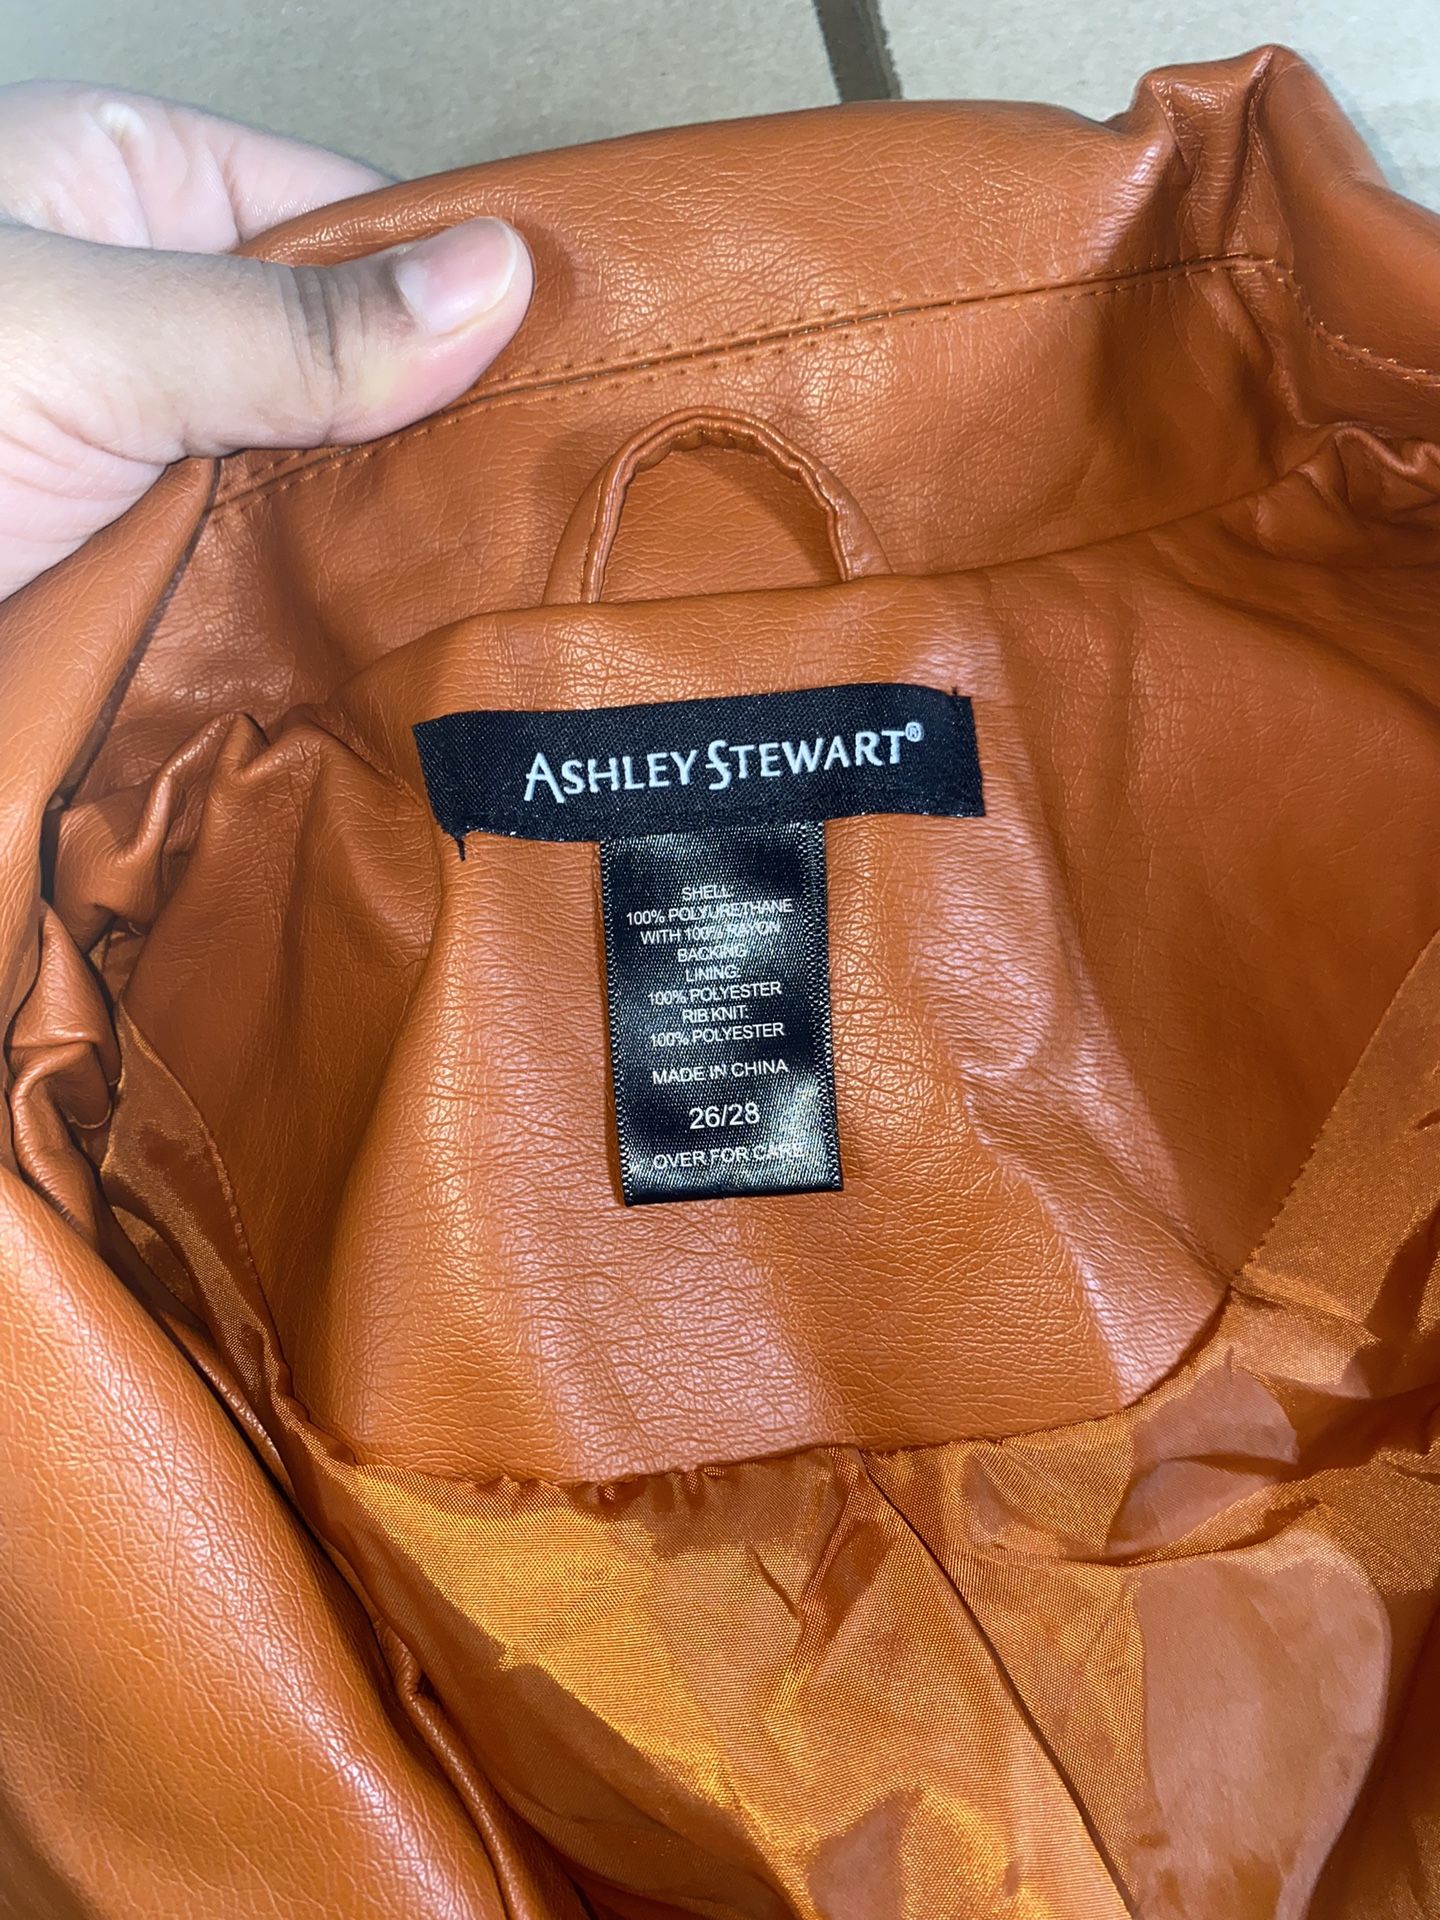 ASHLEY STEWART®
SHELL:
100% POLYURETHANE
WITH 100% RAYON
BACKING
LINING:
100% POLYESTER
RIB KNIT:
100% POLYESTER
MADE IN CHINA
26/28
OVER FOR CARE